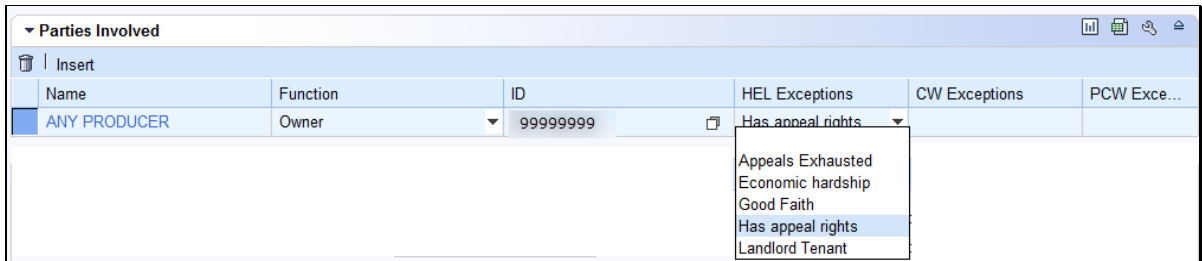 Parties Involved
Insert
Name Function ID HEL Exceptions CW Exceptions PCW Exce...
ANY PRODUCER Owner 99999999 Has appeal rights
Appeals Exhausted
Economic hardship
Good Faith
Has appeal rights
Landlord Tenant